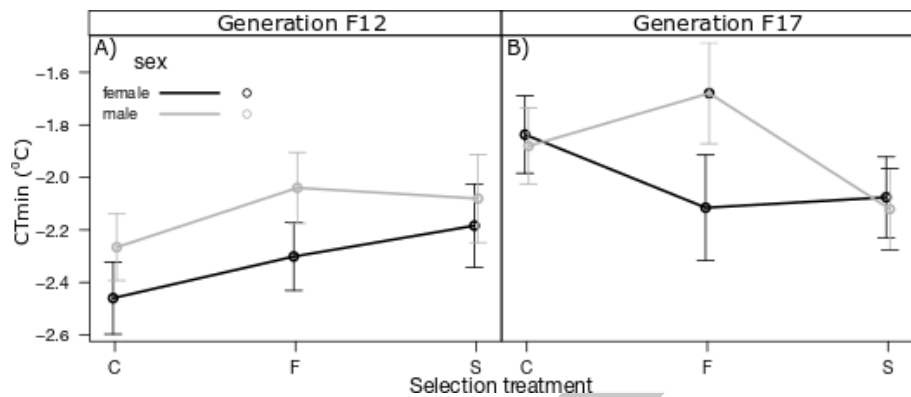 Generation F12 Generation F17
A) B)
sex
female
male
CTmin (°C)
−1.6
−1.8
−2.0
−2.2
−2.4
−2.6
C F S C F S
Selection treatment